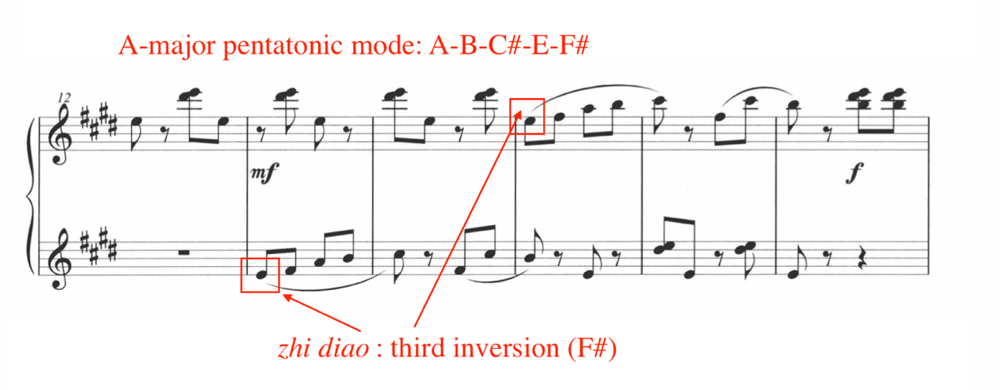 A-major pentatonic mode: A-B-C#-E-F#
12
mf
f
zhi diao : third inversion (F#)